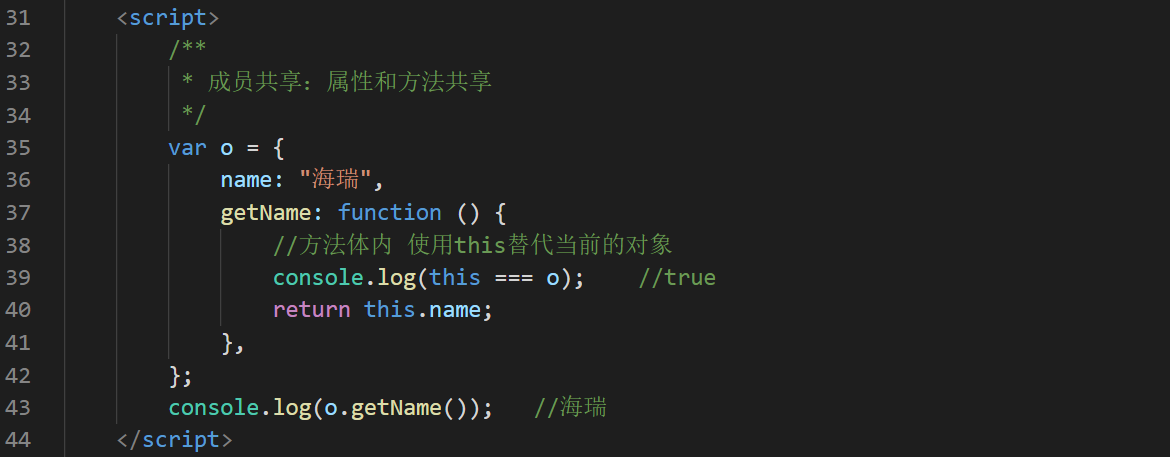 31 <script>
32 /**
33 * 成员共享：属性和方法共享
34 */
35 var o = {
36 name: "海瑞",
37 getName: function () {
38 //方法体内 使用this替代当前的对象
39 console.log(this === o); //true
40 return this.name;
41 },
42 };
43 console.log(o.getName()); //海瑞
44 </script>